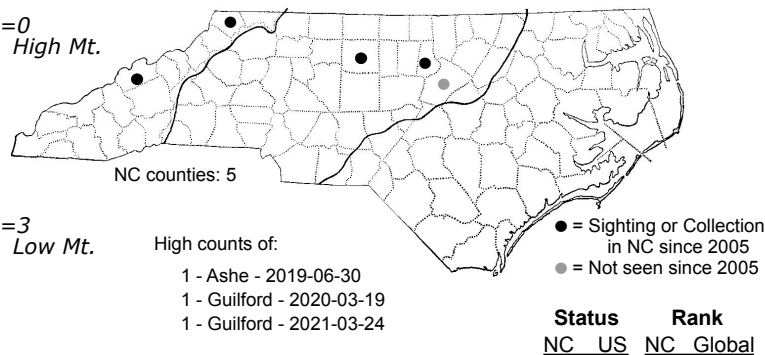 =0
High Mt.
NC counties: 5
=3
Low Mt.
High counts of:
1 - Ashe - 2019-06-30
1 - Guilford - 2020-03-19
1 - Guilford - 2021-03-24
= Sighting or Collection
in NC since 2005
= Not seen since 2005
Status Rank
NC US NC Global